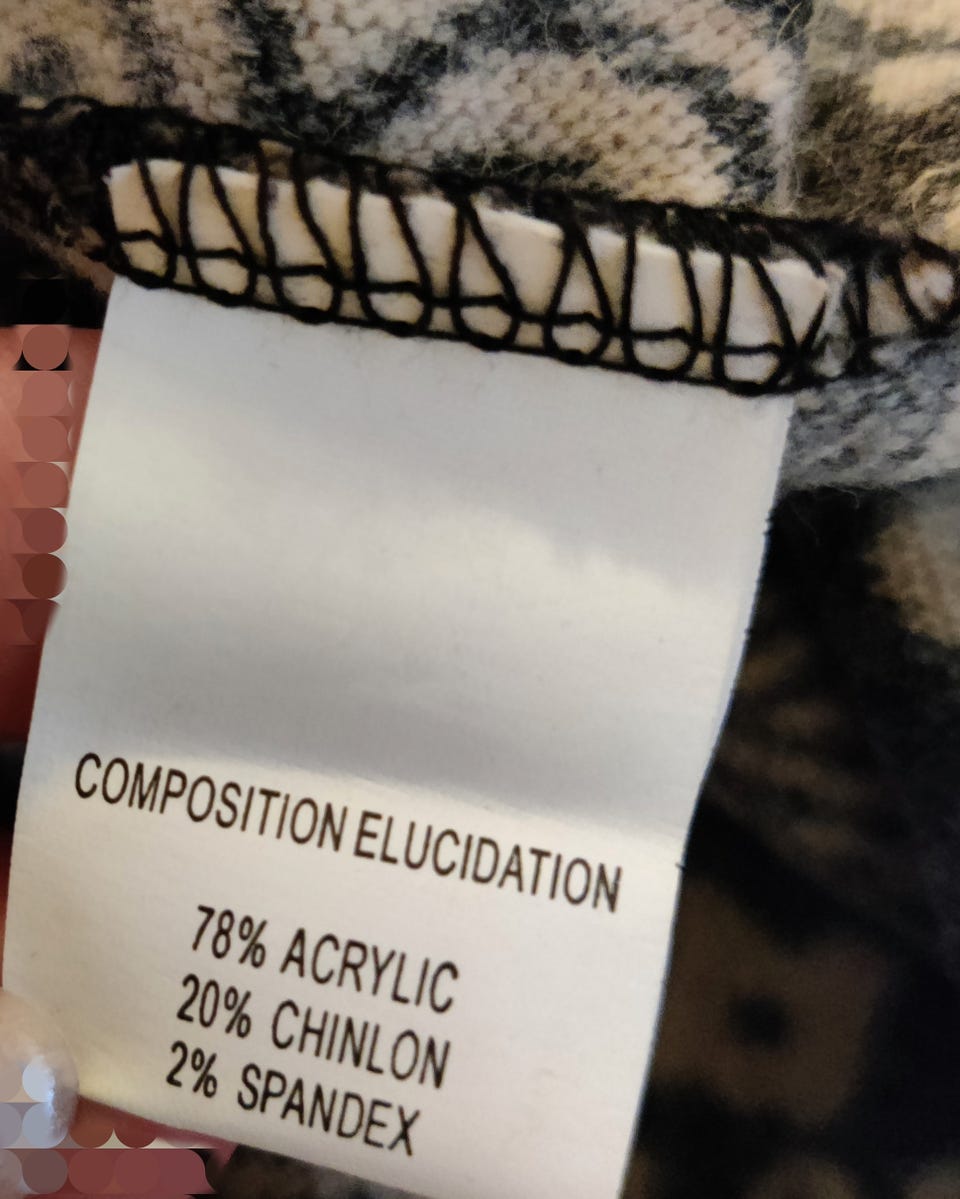 COMPOSITION ELUCIDATION
78% ACRYLIC
20% CHINLON
2% SPANDEX